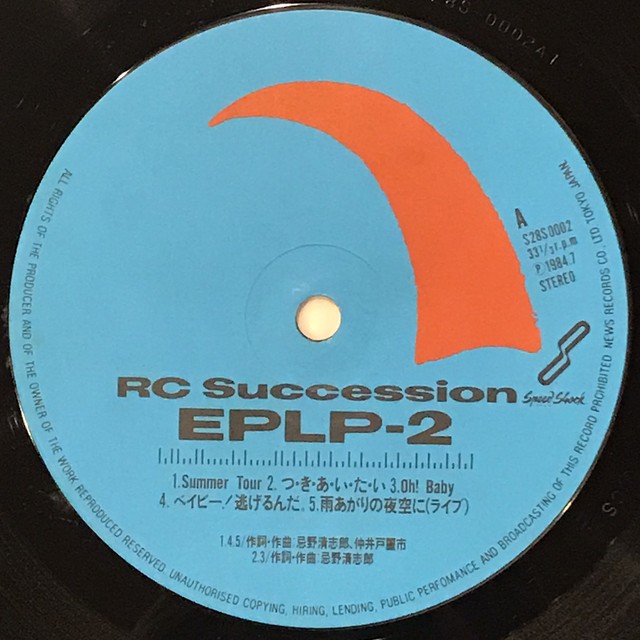 A
S28S0002
33⅓ r.p.m
Ⓟ 1984.7
STEREO
Speed Shock
RC Succession
EPLP-2
1.Summer Tour 2.つ・き・あ・い・た・い 3.Oh! Baby
4.ベイビー！逃げるんだ。5.雨あがりの夜空に(ライブ)
1.4.5/作詞・作曲:忌野清志郎、仲井戸麗市
2.3/作詞・作曲:忌野清志郎
ALL RIGHTS OF THE PRODUCER AND OF THE OWNER OF THE WORK REPRODUCED RESERVED. UNAUTHORISED COPYING, HIRING, LENDING, PUBLIC PERFOMANCE AND BROADCASTING OF THIS RECORD PROHIBITED NEWS RECORDS CO., LTD. TOKYO JAPAN.